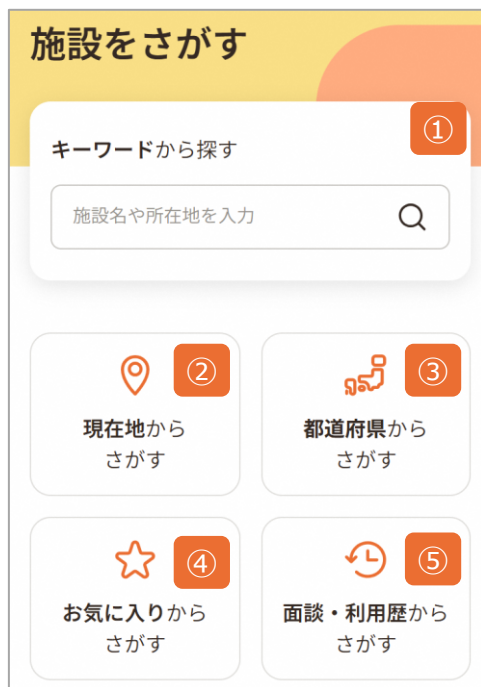 施設をさがす
①
キーワードから探す
施設名や所在地を入力
②
現在地から
さがす
③
都道府県から
さがす
④
お気に入りから
さがす
⑤
面談・利用歴から
さがす